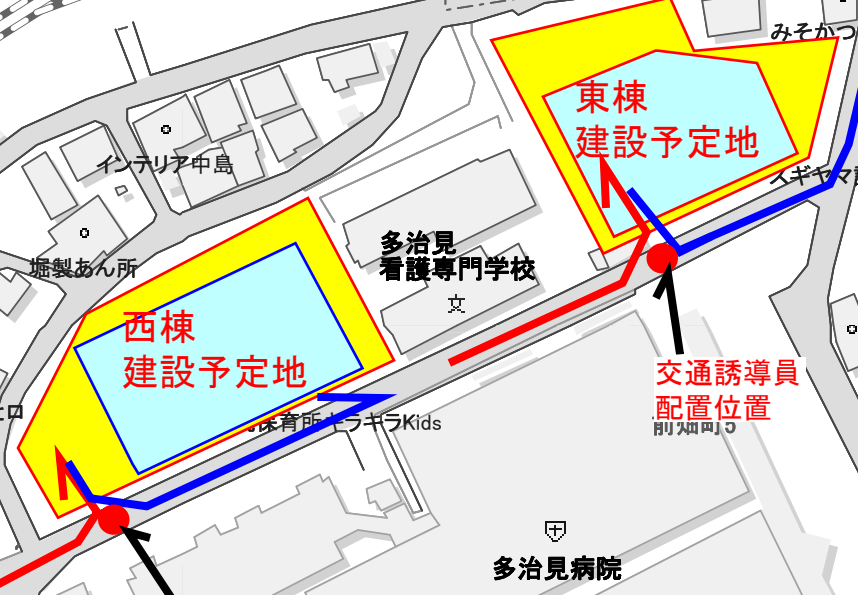 みそかつ
東棟
建設予定地
インテリア中島
スギヤマ
多治見
看護専門学校
堀製あん所
西棟
建設予定地
交通誘導員
配置位置
前畑町5
保育所キラキラKids
多治見病院